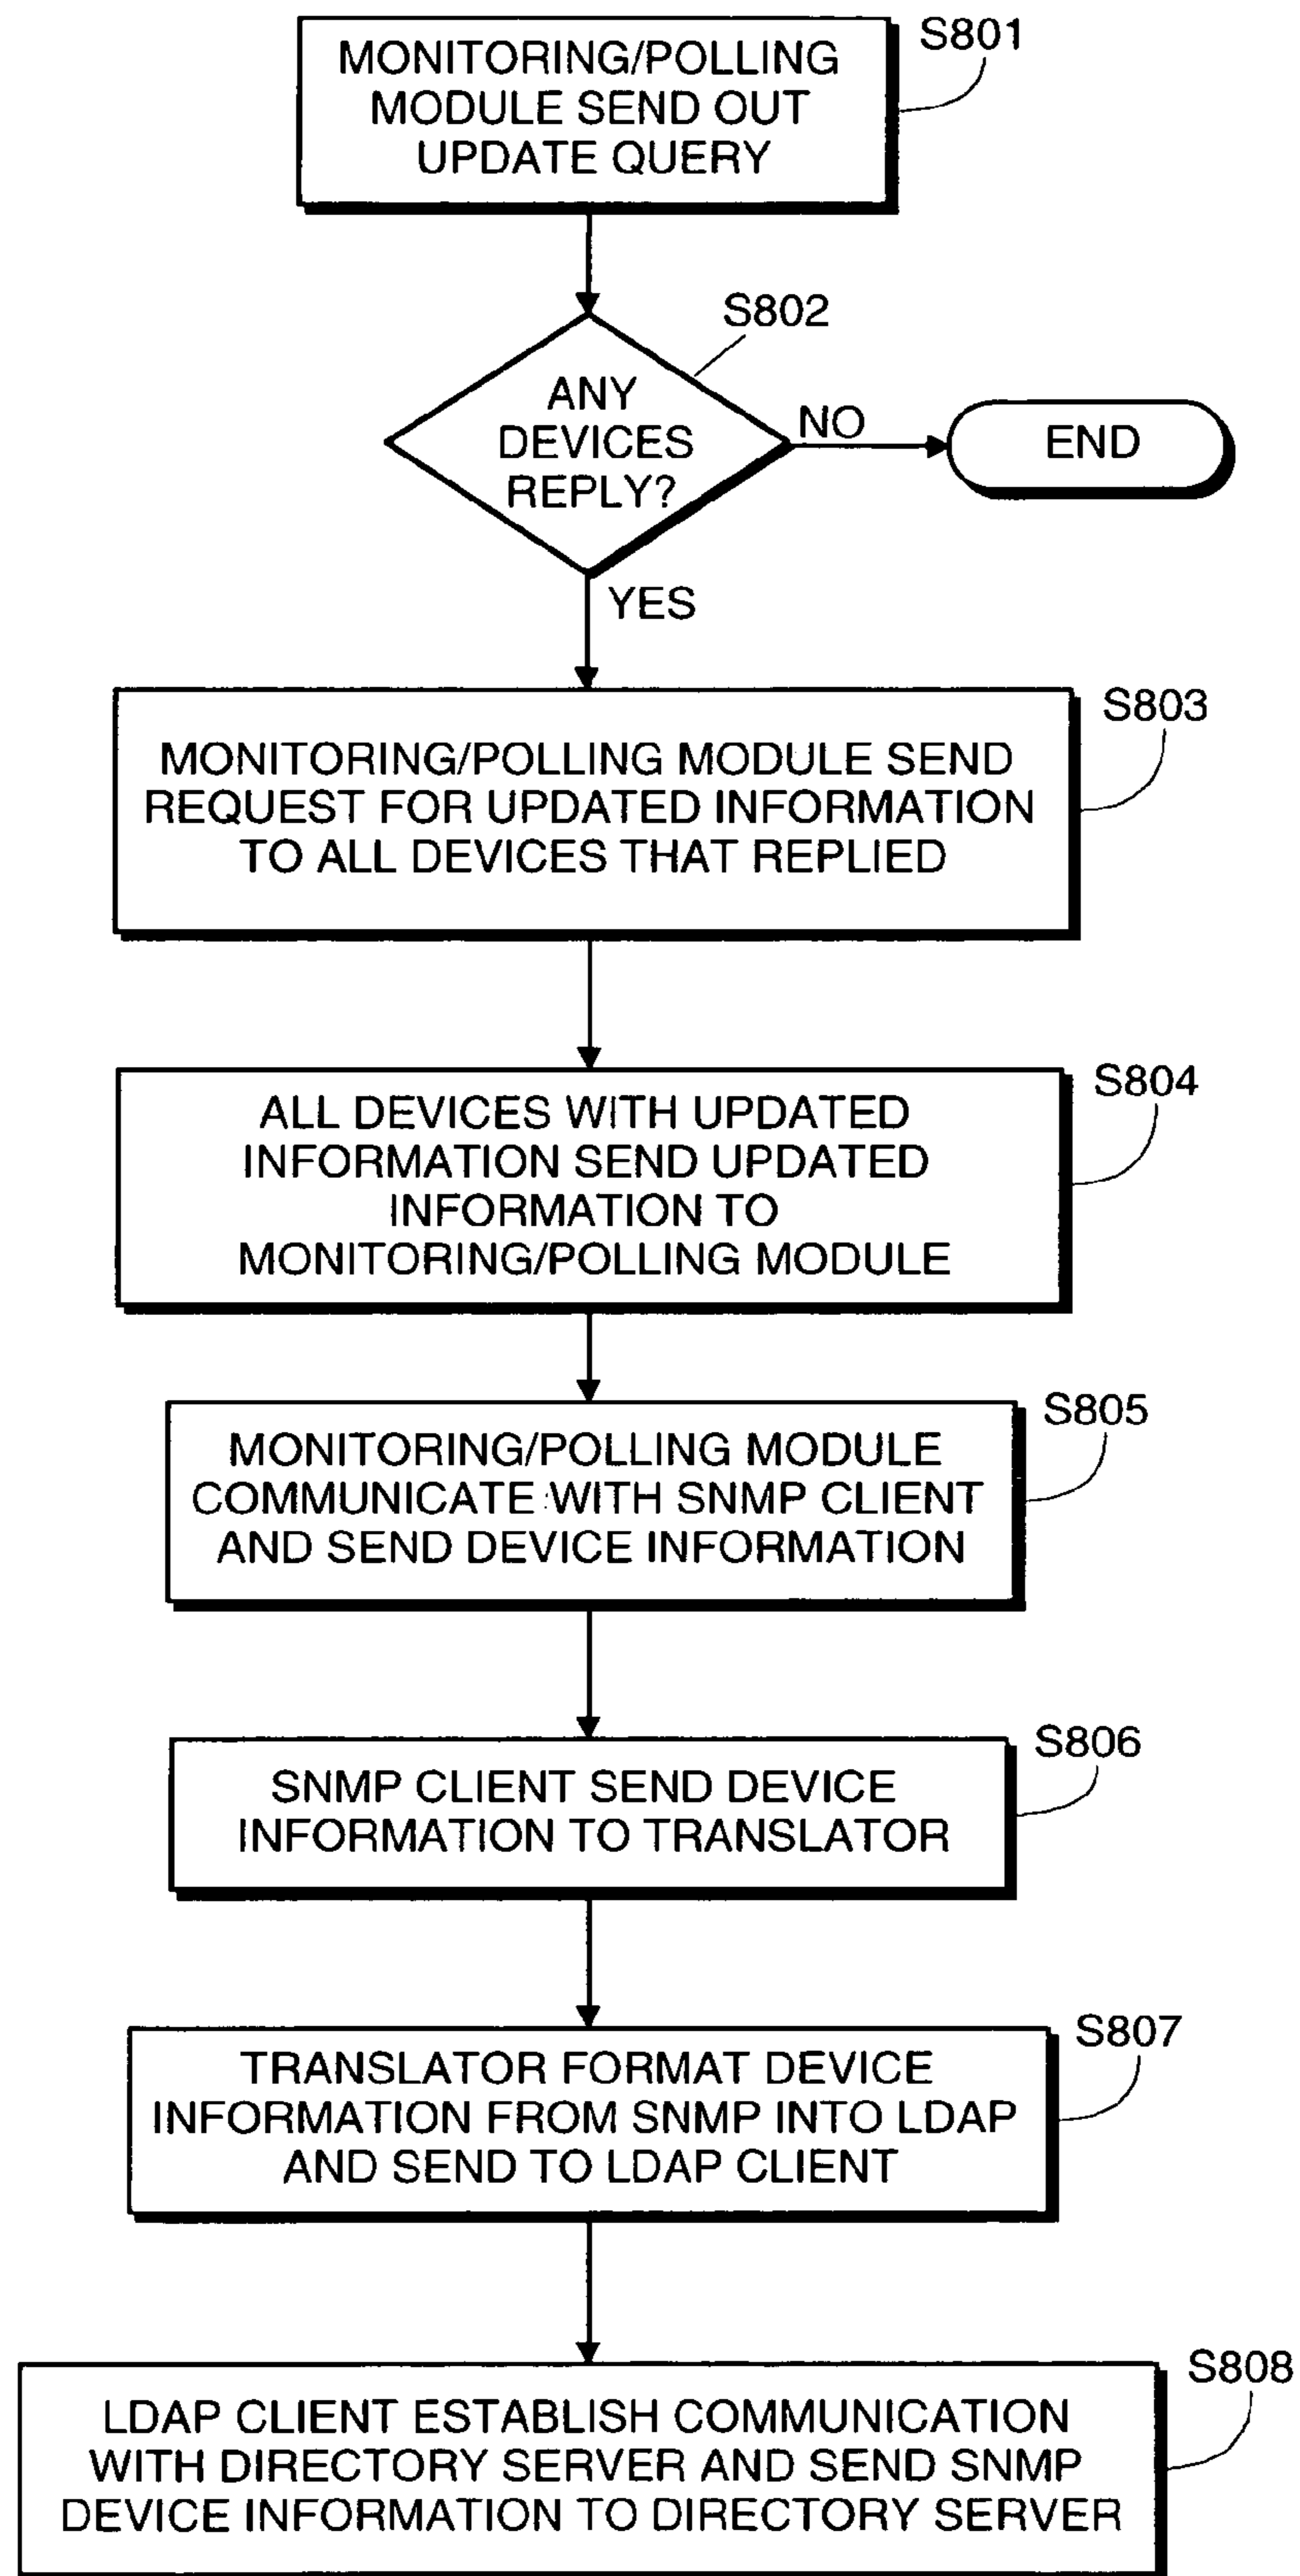 MONITORING/POLLING
MODULE SEND OUT
UPDATE QUERY
S801
ANY
DEVICES
REPLY?
S802
NO
END
YES
MONITORING/POLLING MODULE SEND
REQUEST FOR UPDATED INFORMATION
TO ALL DEVICES THAT REPLIED
S803
ALL DEVICES WITH UPDATED
INFORMATION SEND UPDATED
INFORMATION TO
MONITORING/POLLING MODULE
S804
MONITORING/POLLING MODULE
COMMUNICATE WITH SNMP CLIENT
AND SEND DEVICE INFORMATION
S805
SNMP CLIENT SEND DEVICE
INFORMATION TO TRANSLATOR
S806
TRANSLATOR FORMAT DEVICE
INFORMATION FROM SNMP INTO LDAP
AND SEND TO LDAP CLIENT
S807
LDAP CLIENT ESTABLISH COMMUNICATION
WITH DIRECTORY SERVER AND SEND SNMP
DEVICE INFORMATION TO DIRECTORY SERVER
S808